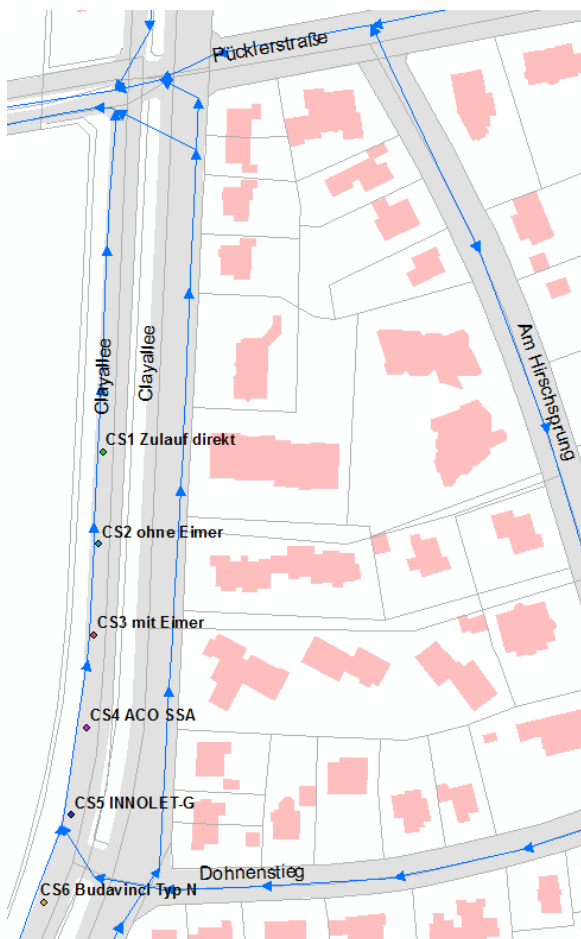 Pücklerstraße
Clayallee
Clayallee
Am Hirschsprung
CS1 Zulauf direkt
CS2 ohne Eimer
CS3 mit Eimer
CS4 ACO SSA
CS5 INNOLET-G
Dohnenstieg
CS6 Budavinci Typ N